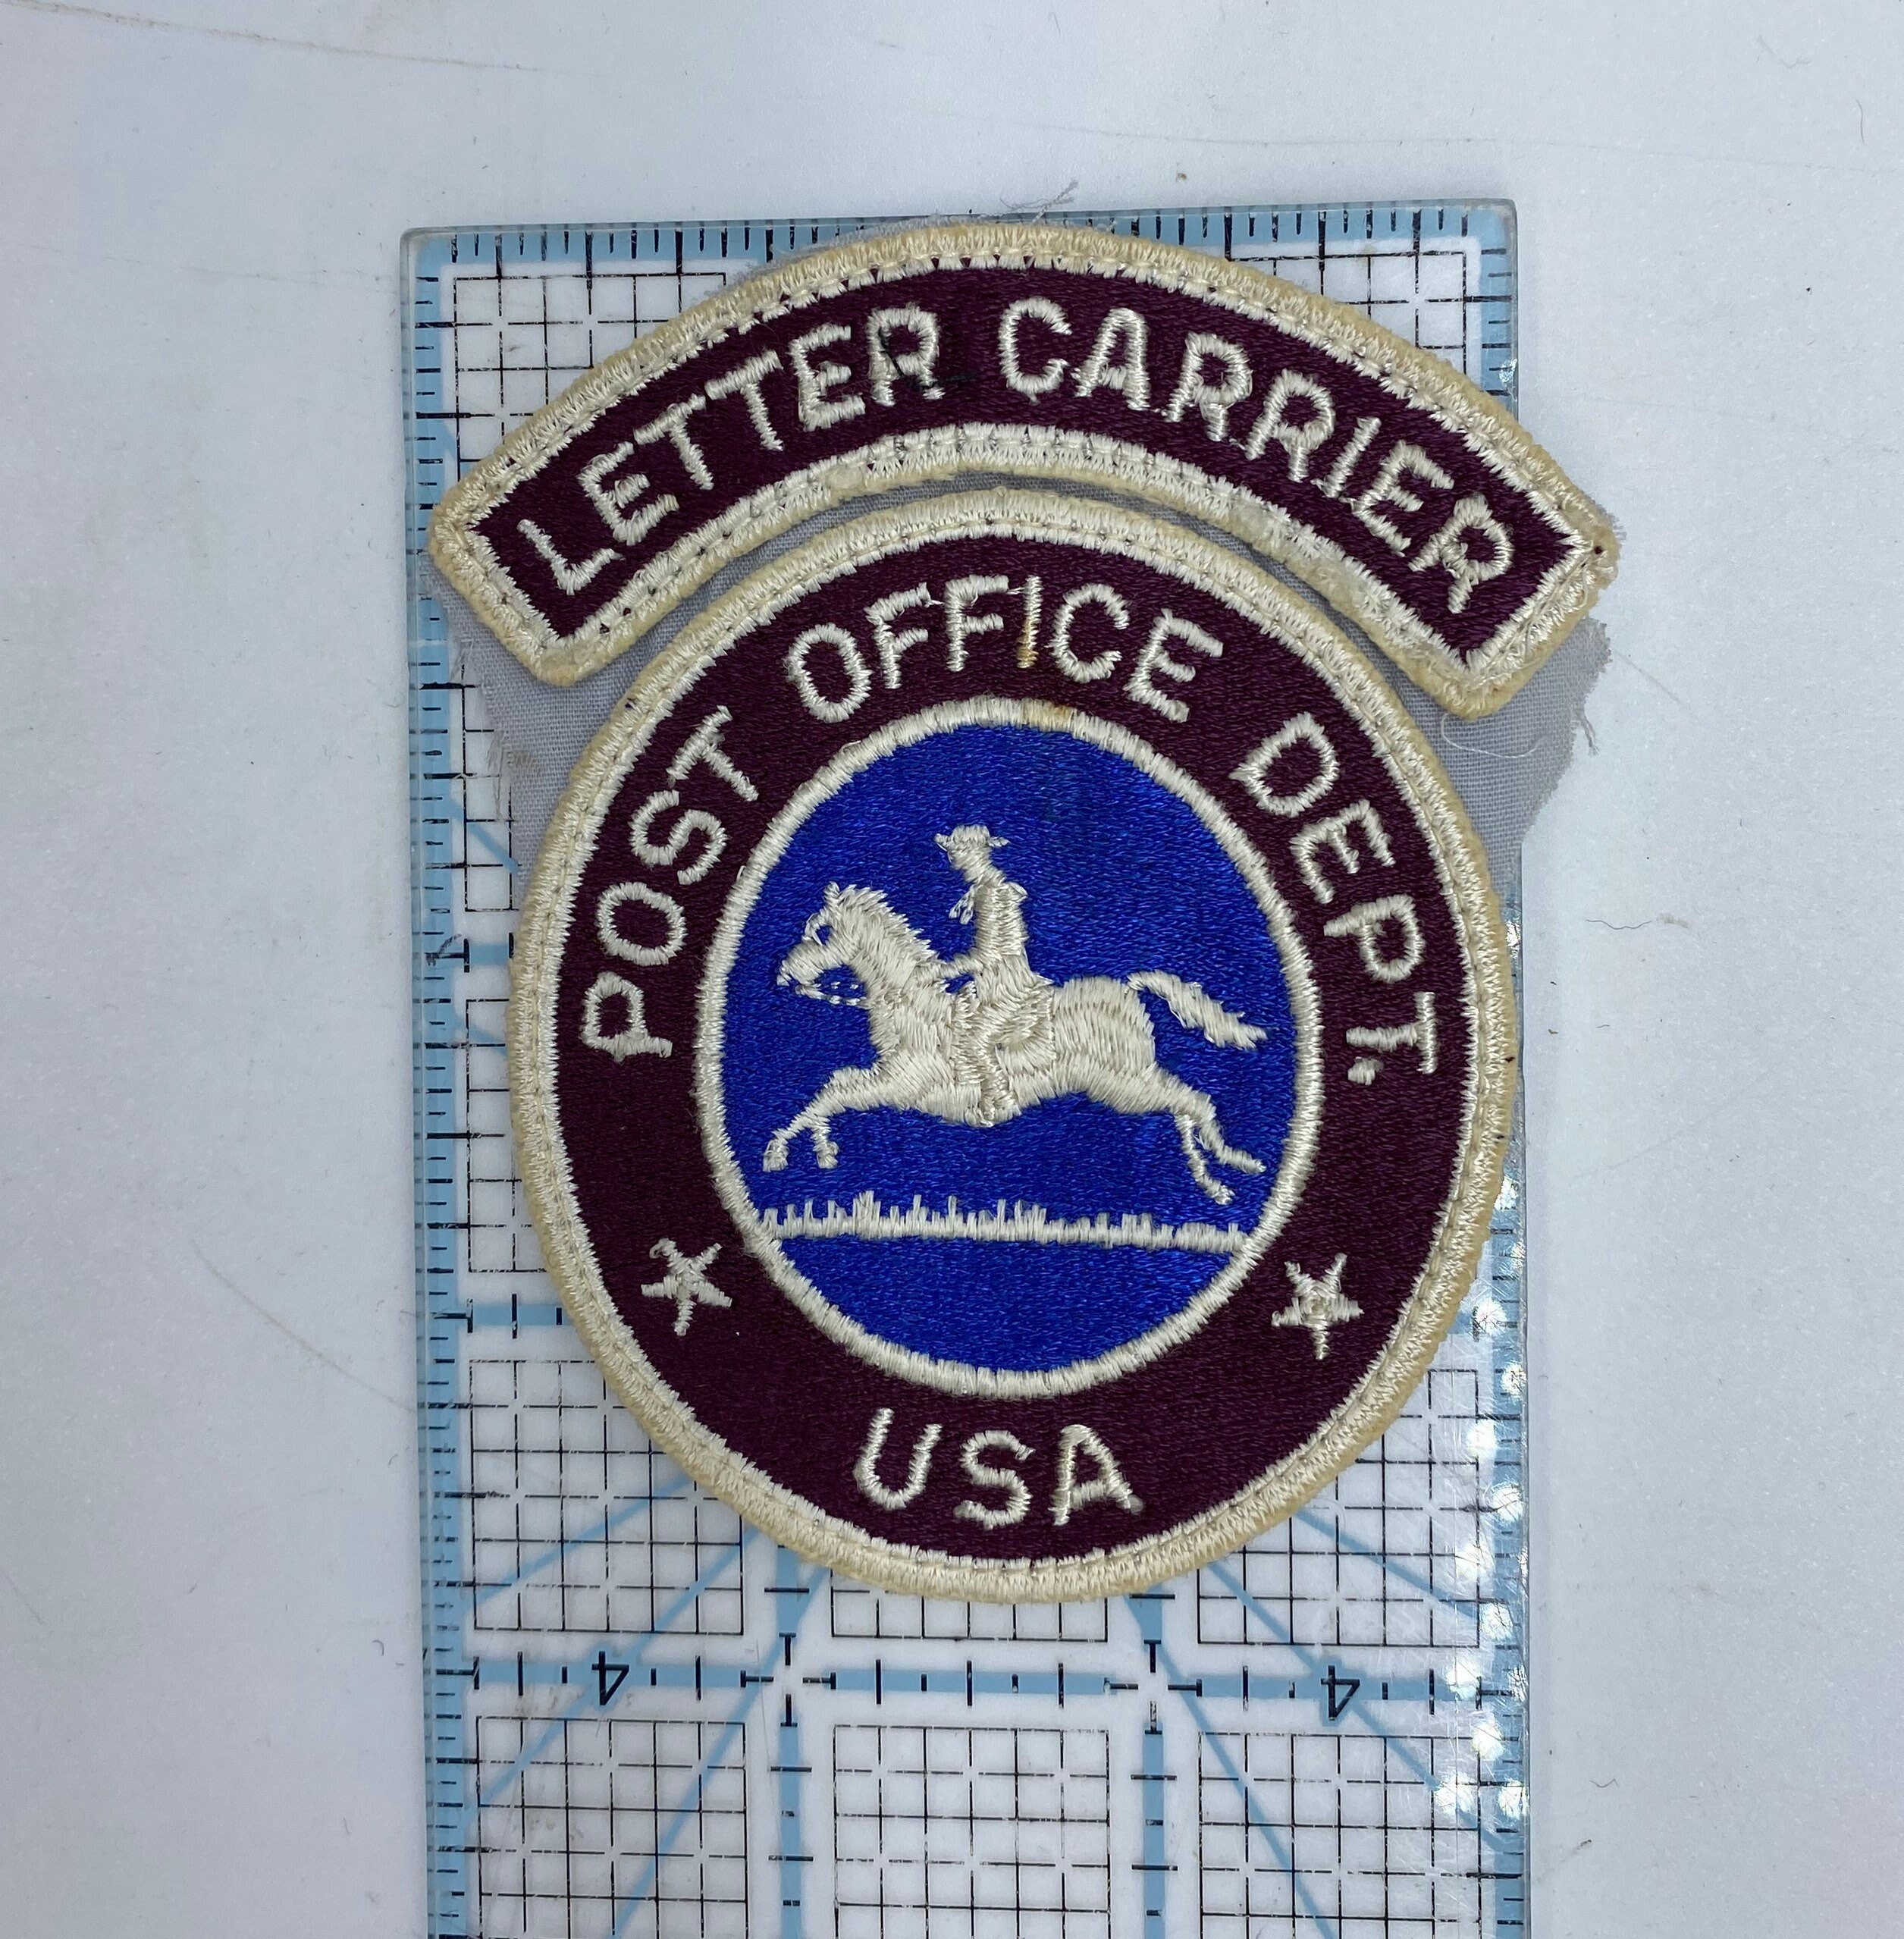 LETTER CARRIER
POST OFFICE DEPT.
USA
4 4